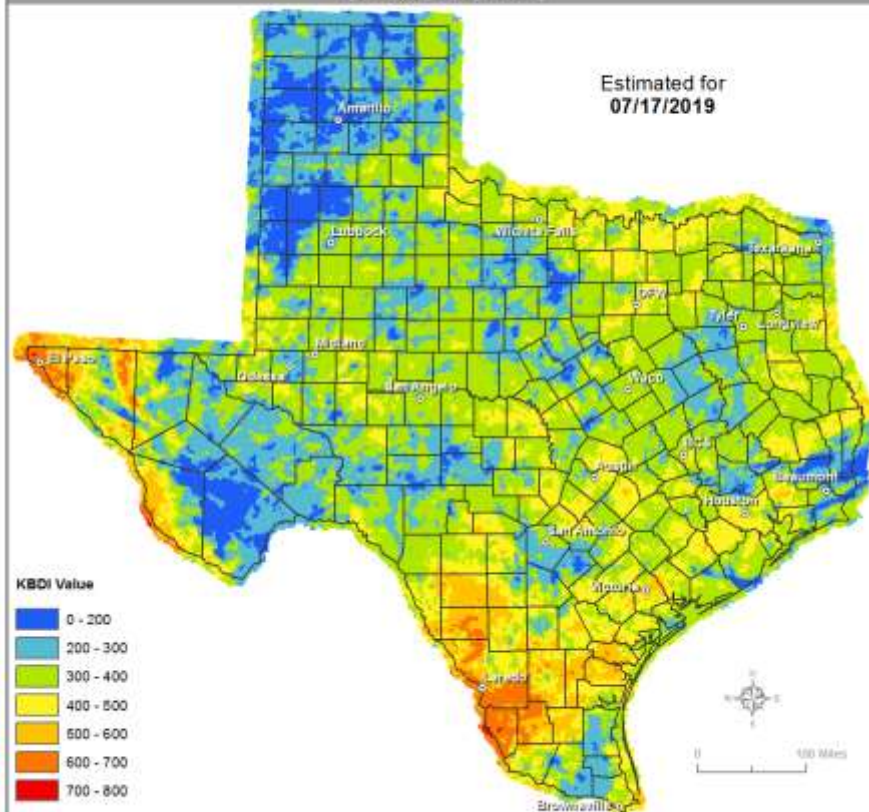 Estimated for
07/17/2019
Amarillo
Lubbock
Wichita Falls
Texarkana
DFW
Tyler
Longview
El Paso
Midland
Odessa
San Angelo
Waco
BCS
Austin
Beaumont
Houston
San Antonio
Victoria
KBDI Value
0 - 200
200 - 300
300 - 400
400 - 500
500 - 600
600 - 700
700 - 800
Laredo
N
W
E
S
0
100 Miles
Brownsville